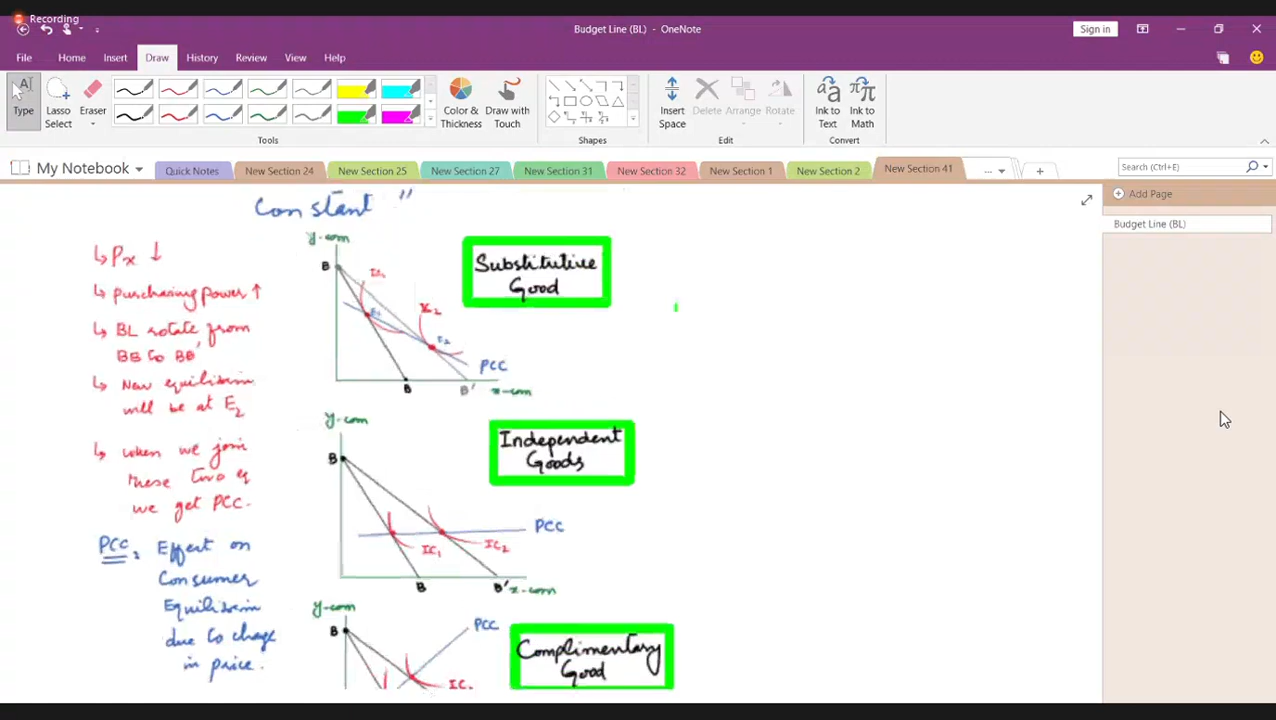 Recording
Budget Line (BL) - OneNote
Sign in
File Home Insert Draw History Review View Help
Type
Lasso Select
Eraser
Color & Thickness
Draw with Touch
Insert Space
Delete
Arrange
Rotate
Ink to Text
Ink to Math
Tools
Shapes
Edit
Convert
My Notebook
Quick Notes
New Section 24
New Section 25
New Section 27
New Section 31
New Section 32
New Section 1
New Section 2
New Section 41
...
Search (Ctrl+E)
Add Page
Budget Line (BL)
Constant "
↳ Px ↓
↳ purchasing power ↑
↳ BL rotate from
BB to BB'
↳ New equilibrim
will be at E2
↳ when we join
these two eq
we get PCC.
PCC: Effect on
Consumer
Equilibrim
due to change
in price.
y-com
B
IC1
E1
IC2
E2
PCC
B
B'
x-com
Substitutive
Good
y-com
B
PCC
IC1
IC2
B
B'
x-com
Independent
Goods
y-com
B
PCC
Complimentary
Good